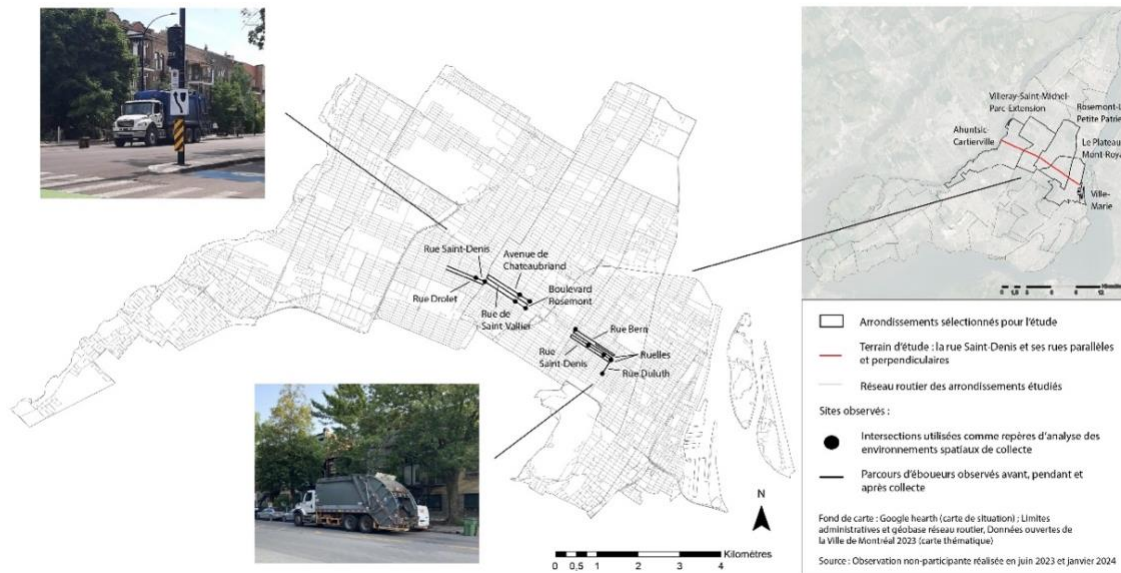 Rue Saint-Denis
Avenue de
Chateaubriand
Rue Drolet
Rue de
Saint Vallier
Boulevard
Rosemont
Rue Berri
Rue
Saint-Denis
Ruelles
Rue Duluth
N
Kilomètres
0 0,5 1 2 3 4
Villeray-Saint-Michel-
Parc-Extension
Rosemont-L
Petite Patrie
Ahuntsic-
Cartierville
Le Plateau
Mont-Roya
Ville-
Marie
Arrondissements sélectionnés pour l'étude
Terrain d'étude : la rue Saint-Denis et ses rues parallèles
et perpendiculaires
Réseau routier des arrondissements étudiés
Sites observés :
Intersections utilisées comme repères d'analyse des
environnements spatiaux de collecte
Parcours d'éboueurs observés avant, pendant et
après collecte
Fond de carte : Google hearth (carte de situation) ; Limites
administratives et géobase réseau routier, Données ouvertes de
la Ville de Montréal 2023 (carte thématique)
Source : Observation non-participante réalisée en juin 2023 et janvier 2024